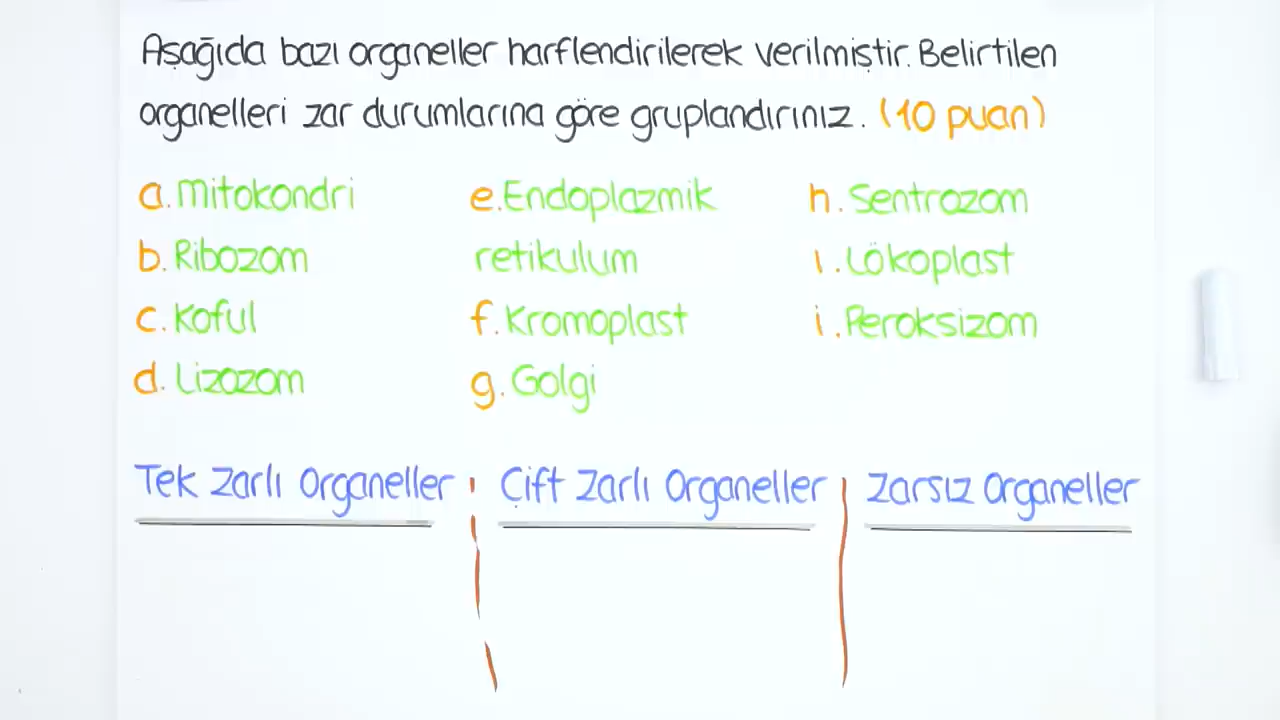 Aşağıda bazı organeller harflendirilerek verilmiştir. Belirtilen
organelleri zar durumlarına göre gruplandırınız. (10 puan)
a. Mitokondri
b. Ribozom
c. Koful
d. Lizozom
e. Endoplazmik
retikulum
f. Kromoplast
g. Golgi
h. Sentrozom
ı. Lökoplast
i. Peroksizom
Tek Zarlı Organeller
Çift Zarlı Organeller
Zarsız Organeller